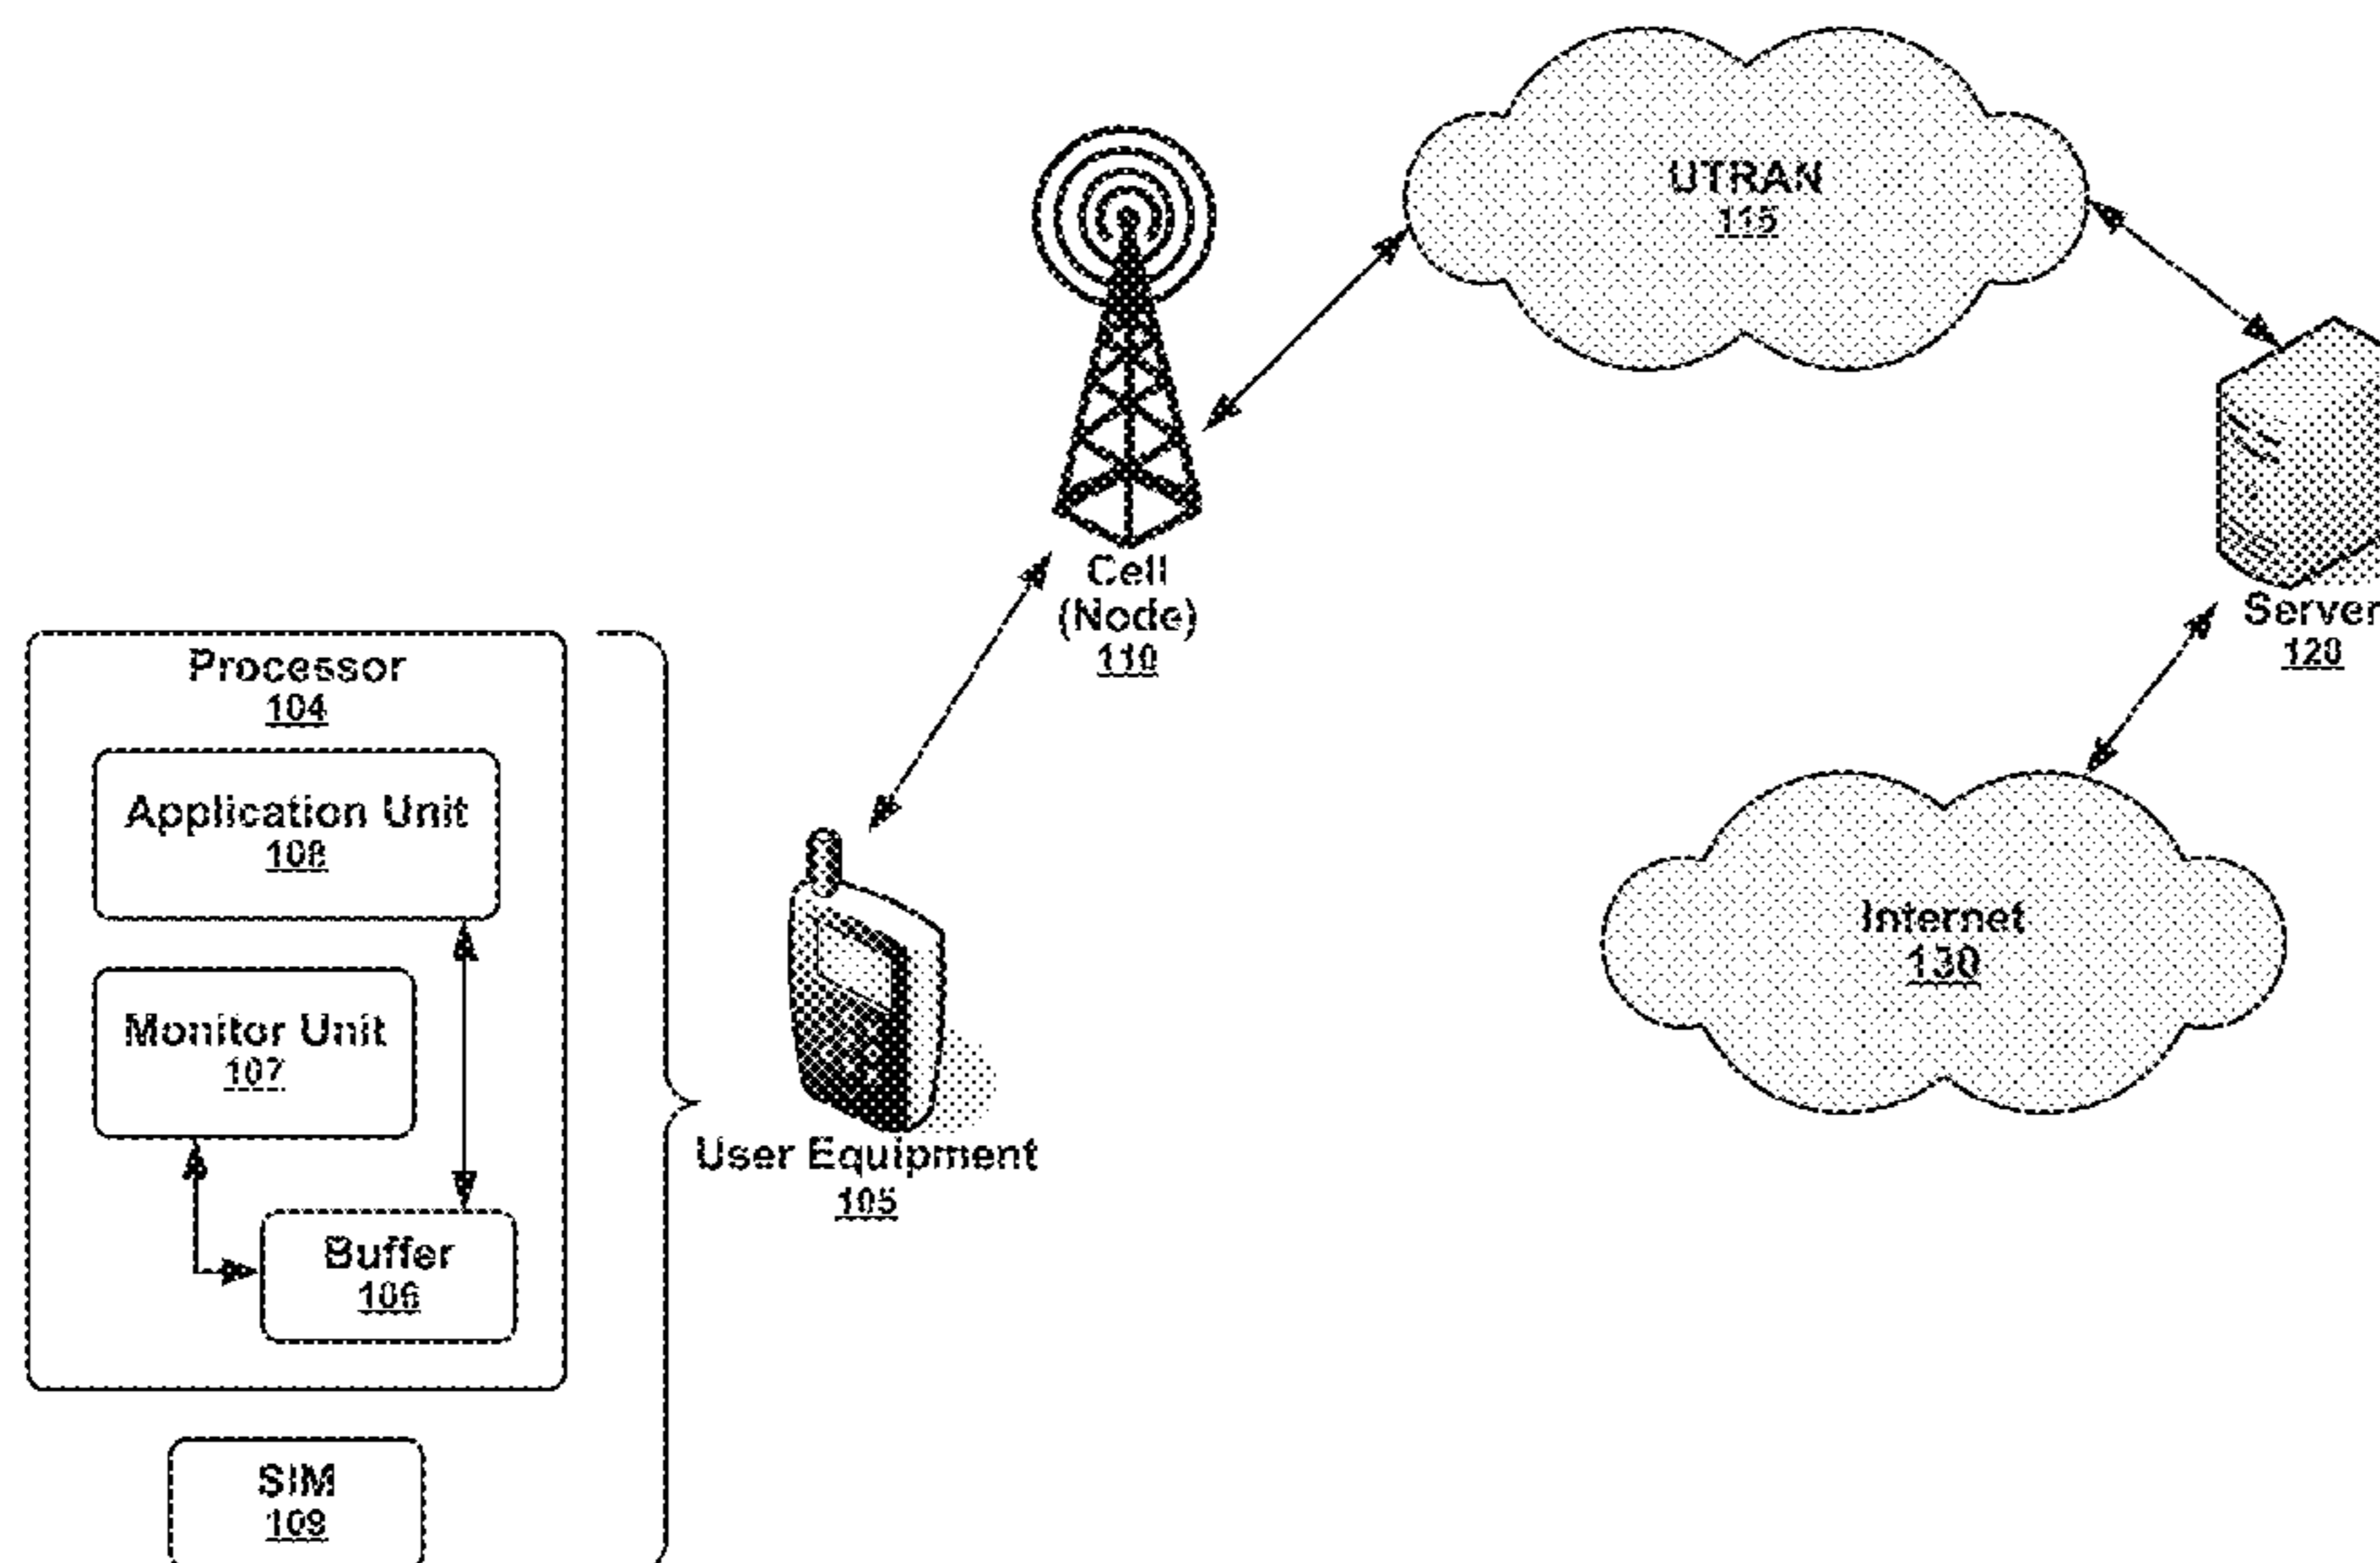 UTRAN
115
Cell
(Node)
110
Server
120
Processor
104
Application Unit
108
Monitor Unit
107
Buffer
106
SIM
109
User Equipment
105
Internet
130